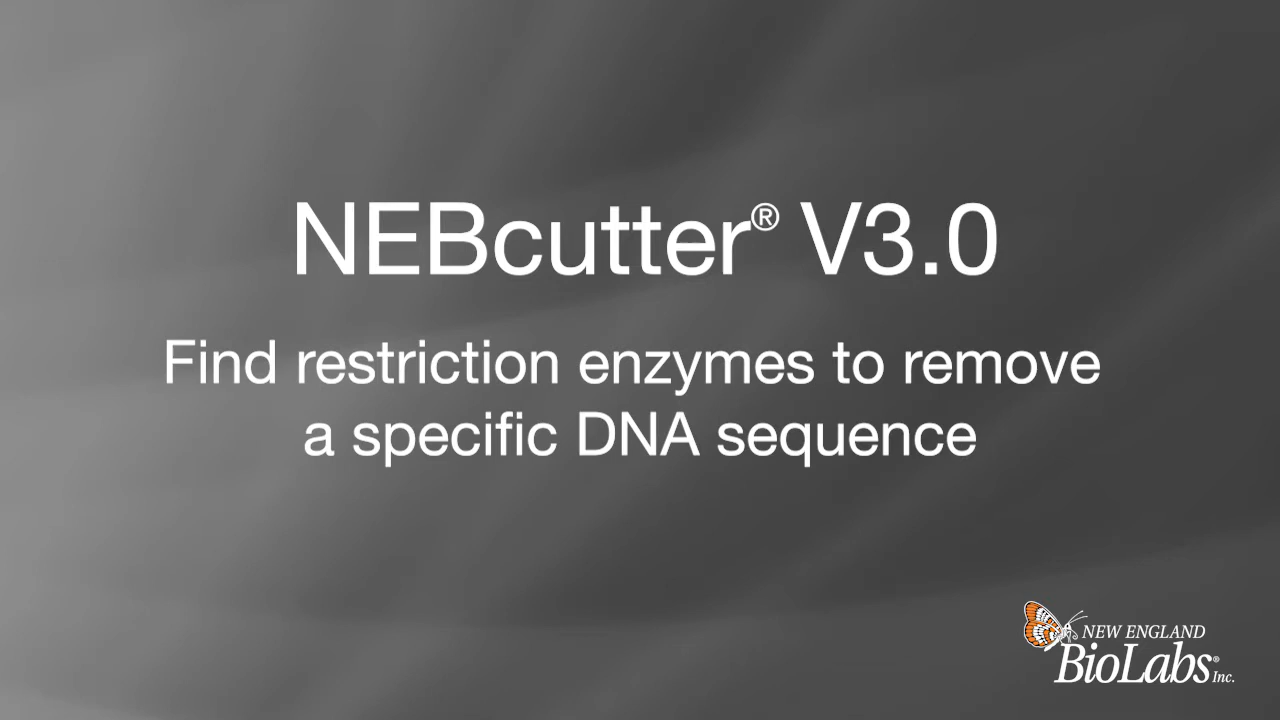 NEBcutter® V3.0
Find restriction enzymes to remove
a specific DNA sequence
NEW ENGLAND
BioLabs® Inc.